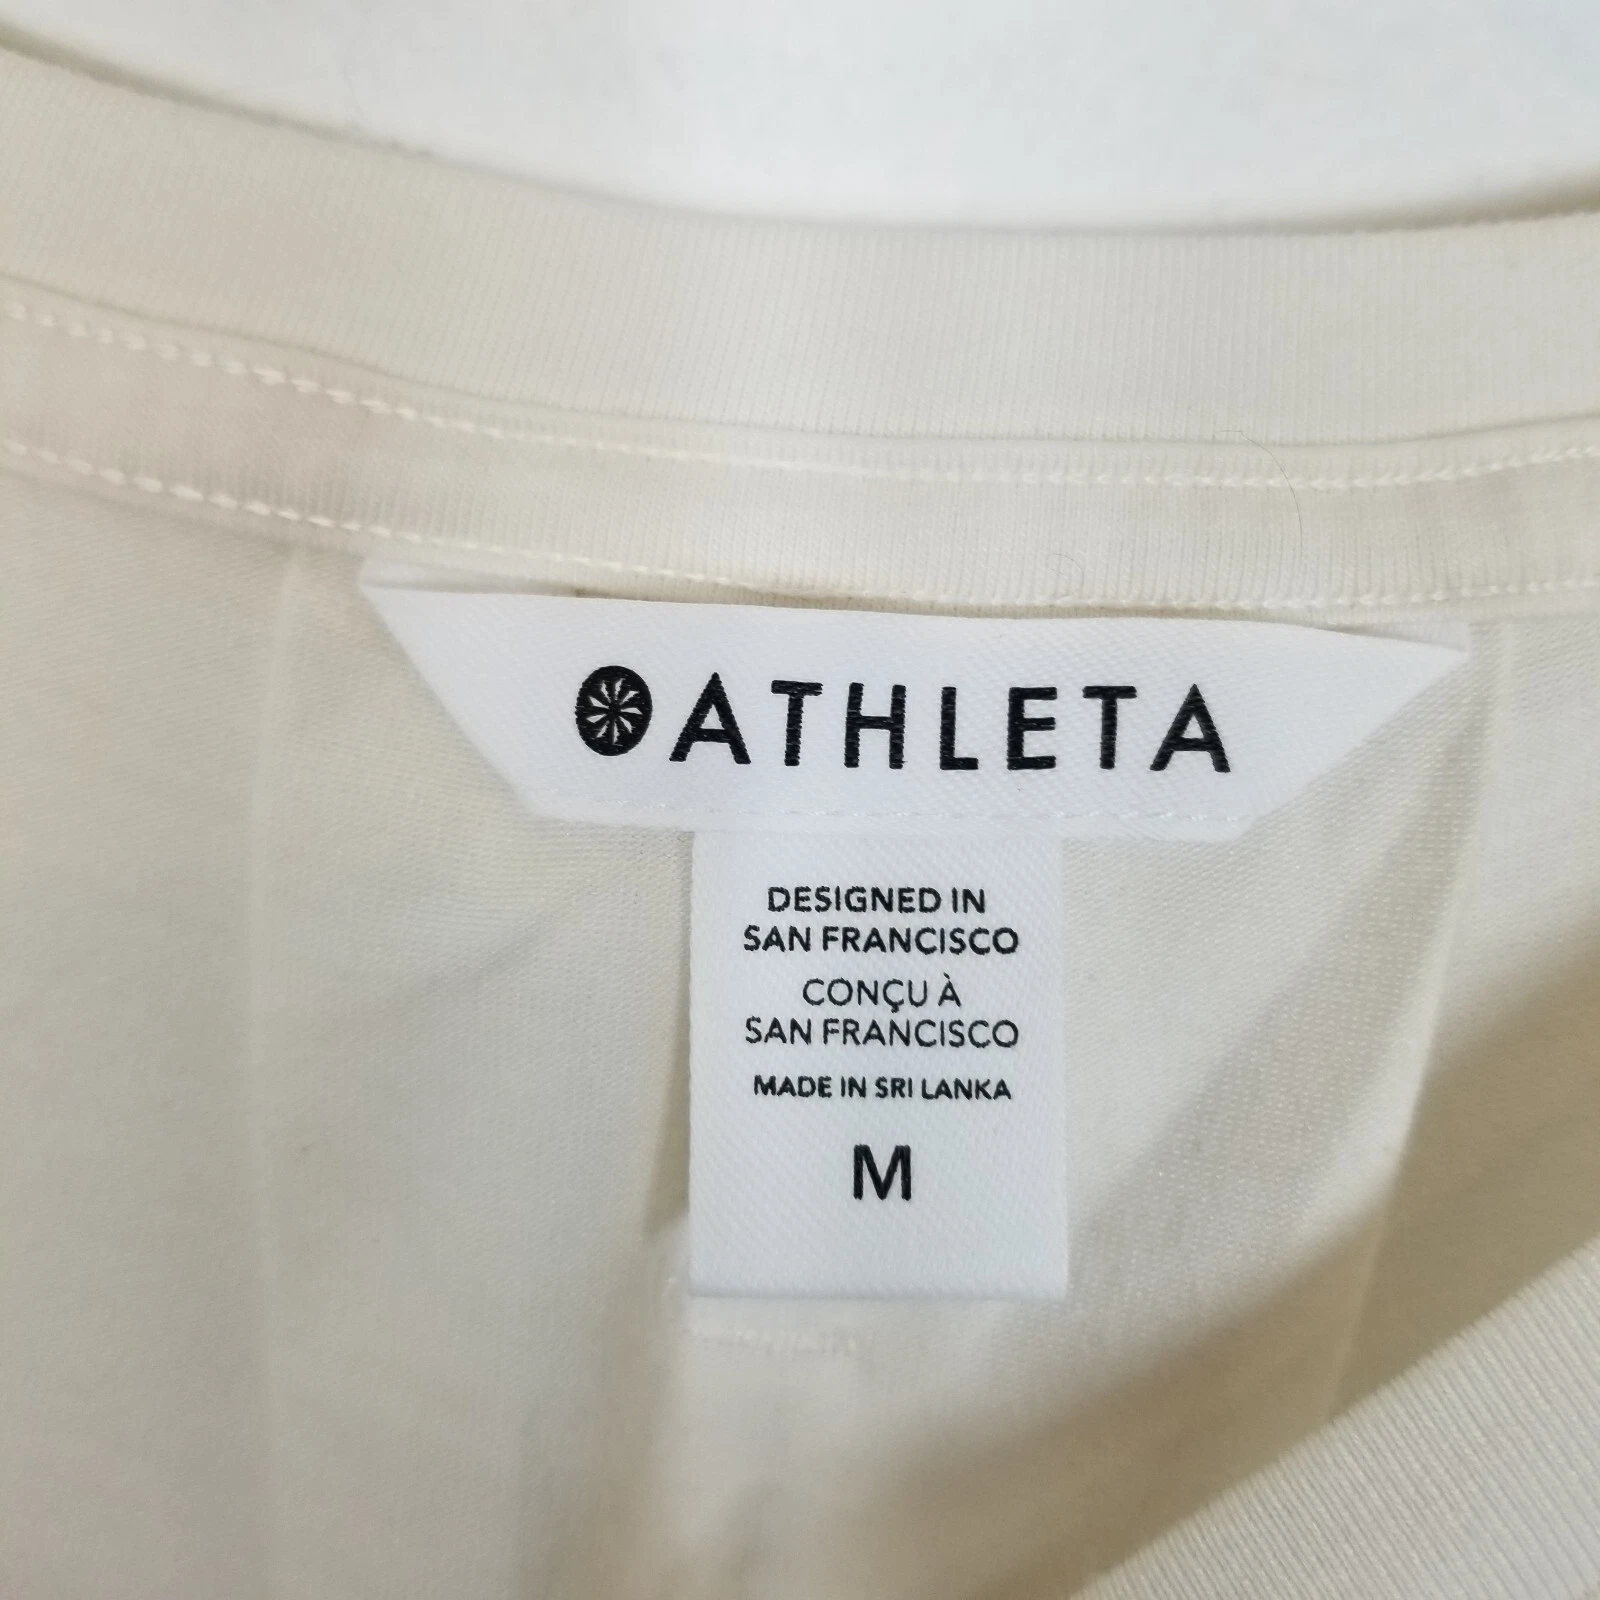 ATHLETA
DESIGNED IN
SAN FRANCISCO
CONÇU À
SAN FRANCISCO
MADE IN SRI LANKA
M